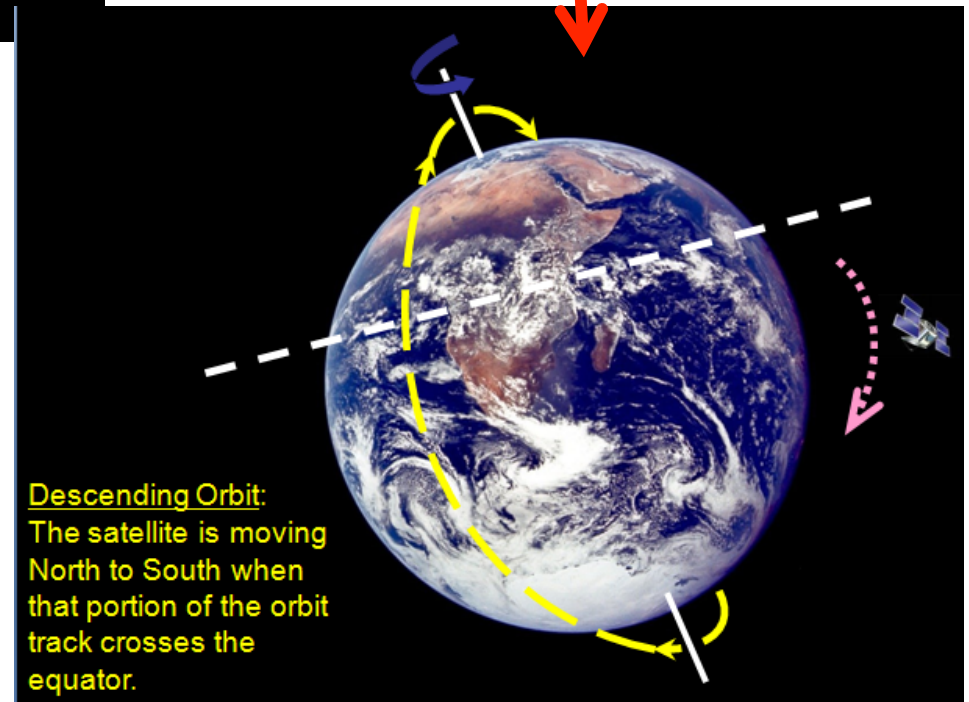 Descending Orbit:
The satellite is moving
North to South when
that portion of the orbit
track crosses the
equator.